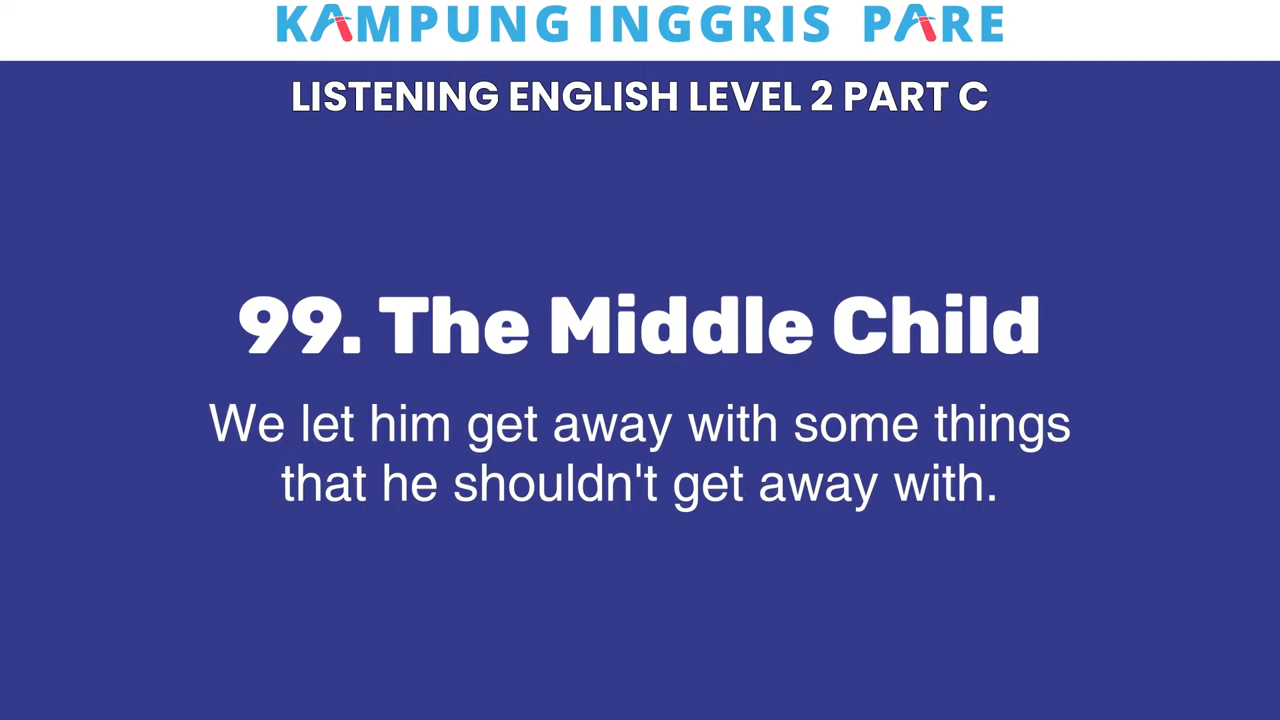 KAMPUNG INGGRIS PARE
LISTENING ENGLISH LEVEL 2 PART C
99. The Middle Child
We let him get away with some things
that he shouldn't get away with.